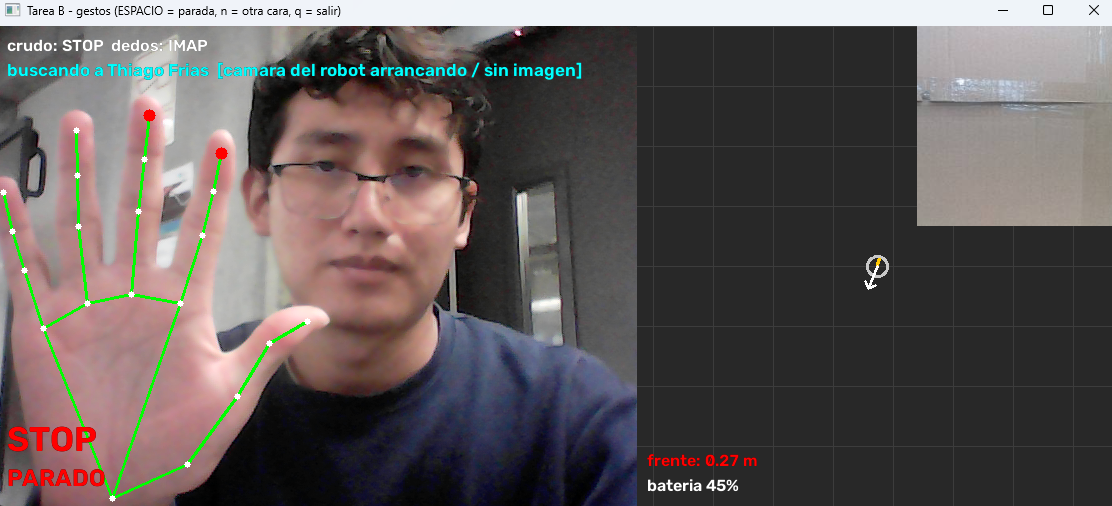 Tarea B - gestos (ESPACIO = parada, n = otra cara, q = salir)
crudo: STOP dedos: IMAP
buscando a Thiago Frias [camara del robot arrancando / sin imagen]
STOP
PARADO
frente: 0.27 m
bateria 45%